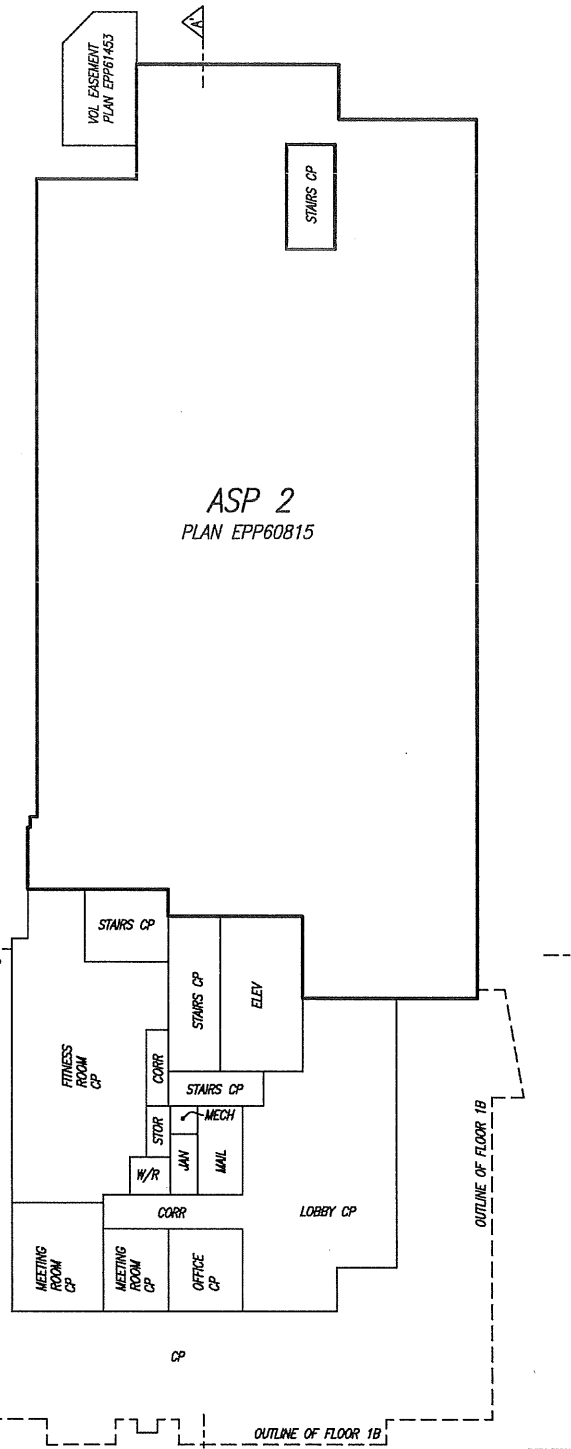 A'
VOL EASEMENT
PLAN EPP61453
STAIRS CP
ASP 2
PLAN EPP60815
STAIRS CP
STAIRS CP
ELEV
FITNESS
ROOM
CP
CORR
STAIRS CP
STOR
MECH
W/R
JAN
MAIL
CORR
LOBBY CP
MEETING
ROOM
CP
MEETING
ROOM
CP
OFFICE
CP
OUTLINE OF FLOOR 1B
CP
OUTLINE OF FLOOR 1B